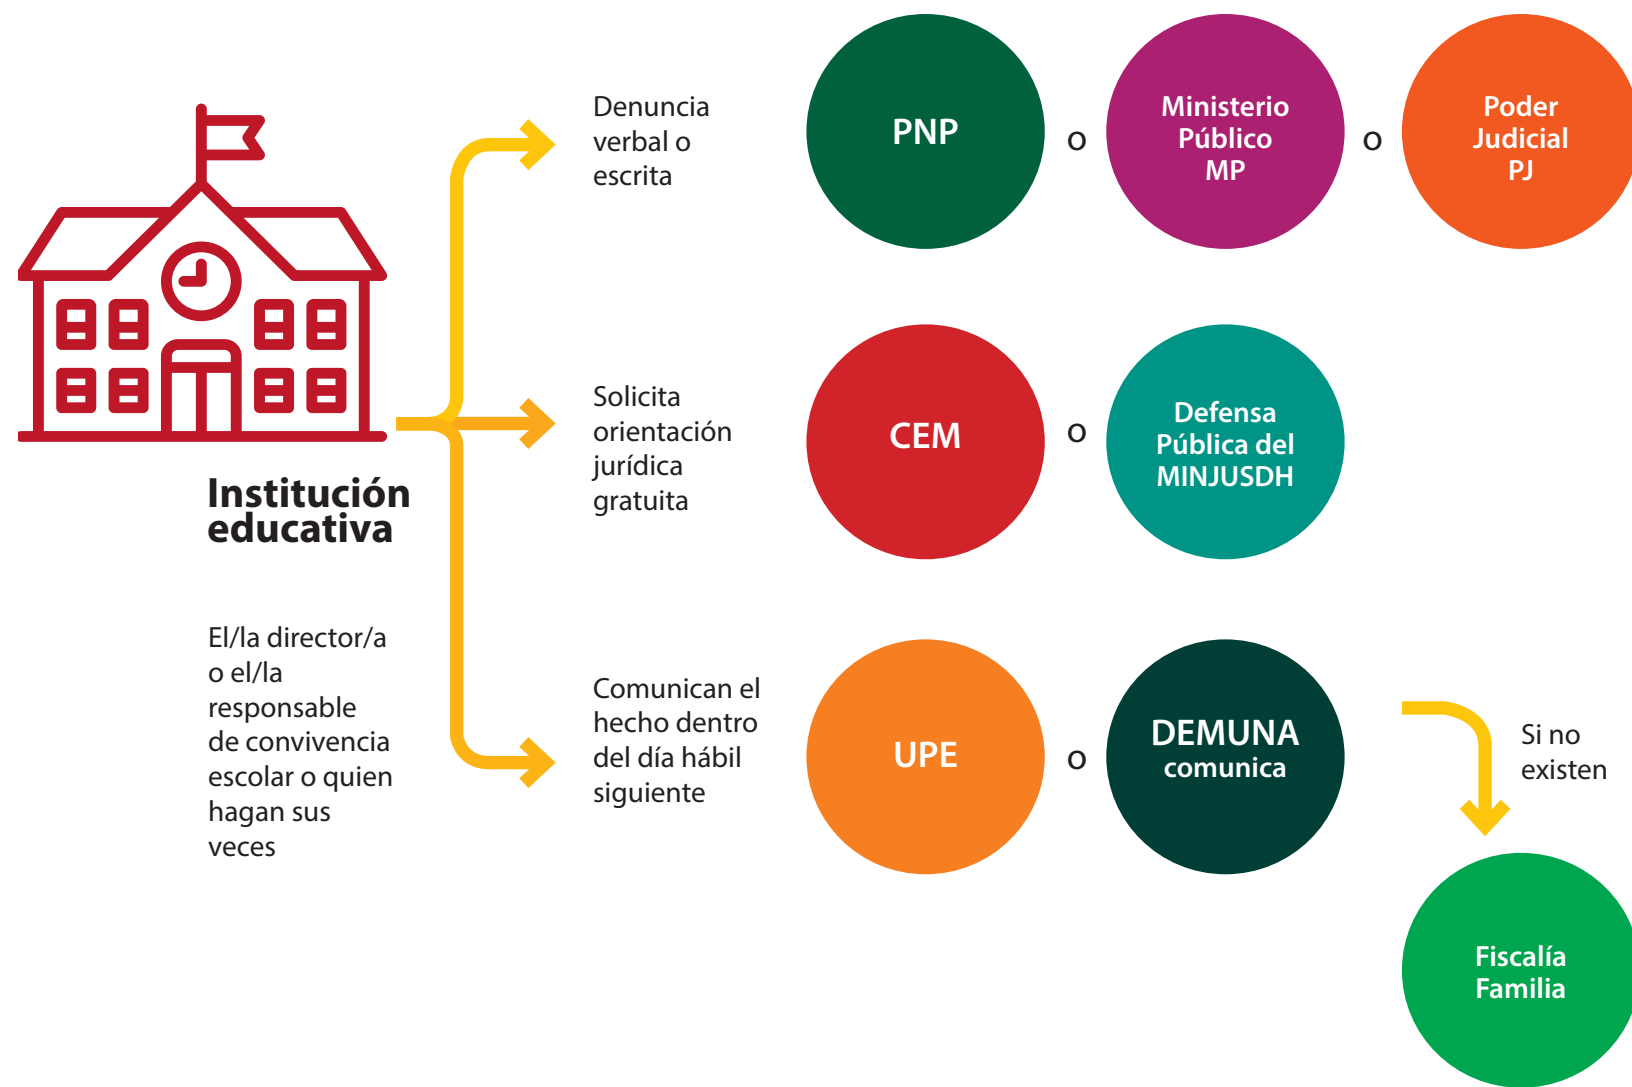 Denuncia
verbal o
escrita
PNP
o
Ministerio
Público
MP
o
Poder
Judicial
PJ
Institución
educativa
El/la director/a
o el/la
responsable
de convivencia
escolar o quien
hagan sus
veces
Solicita
orientación
jurídica
gratuita
CEM
o
Defensa
Pública del
MINJUSDH
Comunican el
hecho dentro
del día hábil
siguiente
UPE
o
DEMUNA
comunica
Si no
existen
Fiscalía
Familia